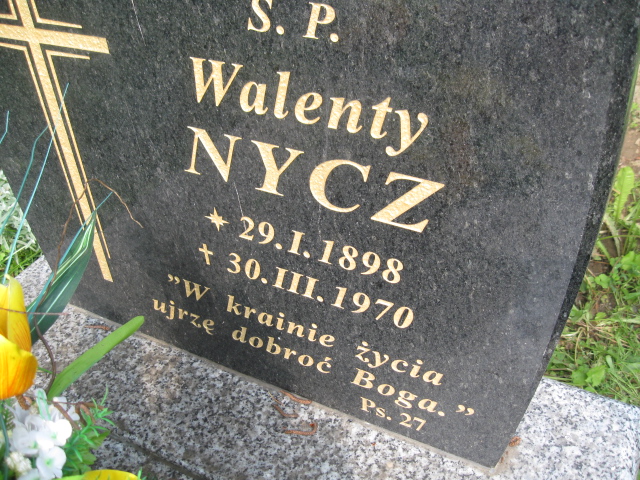 Ś. P.
Walenty
NYCZ
29.I.1898
30.III.1970
"W krainie życia
ujrzę dobroć Boga."
Ps. 27